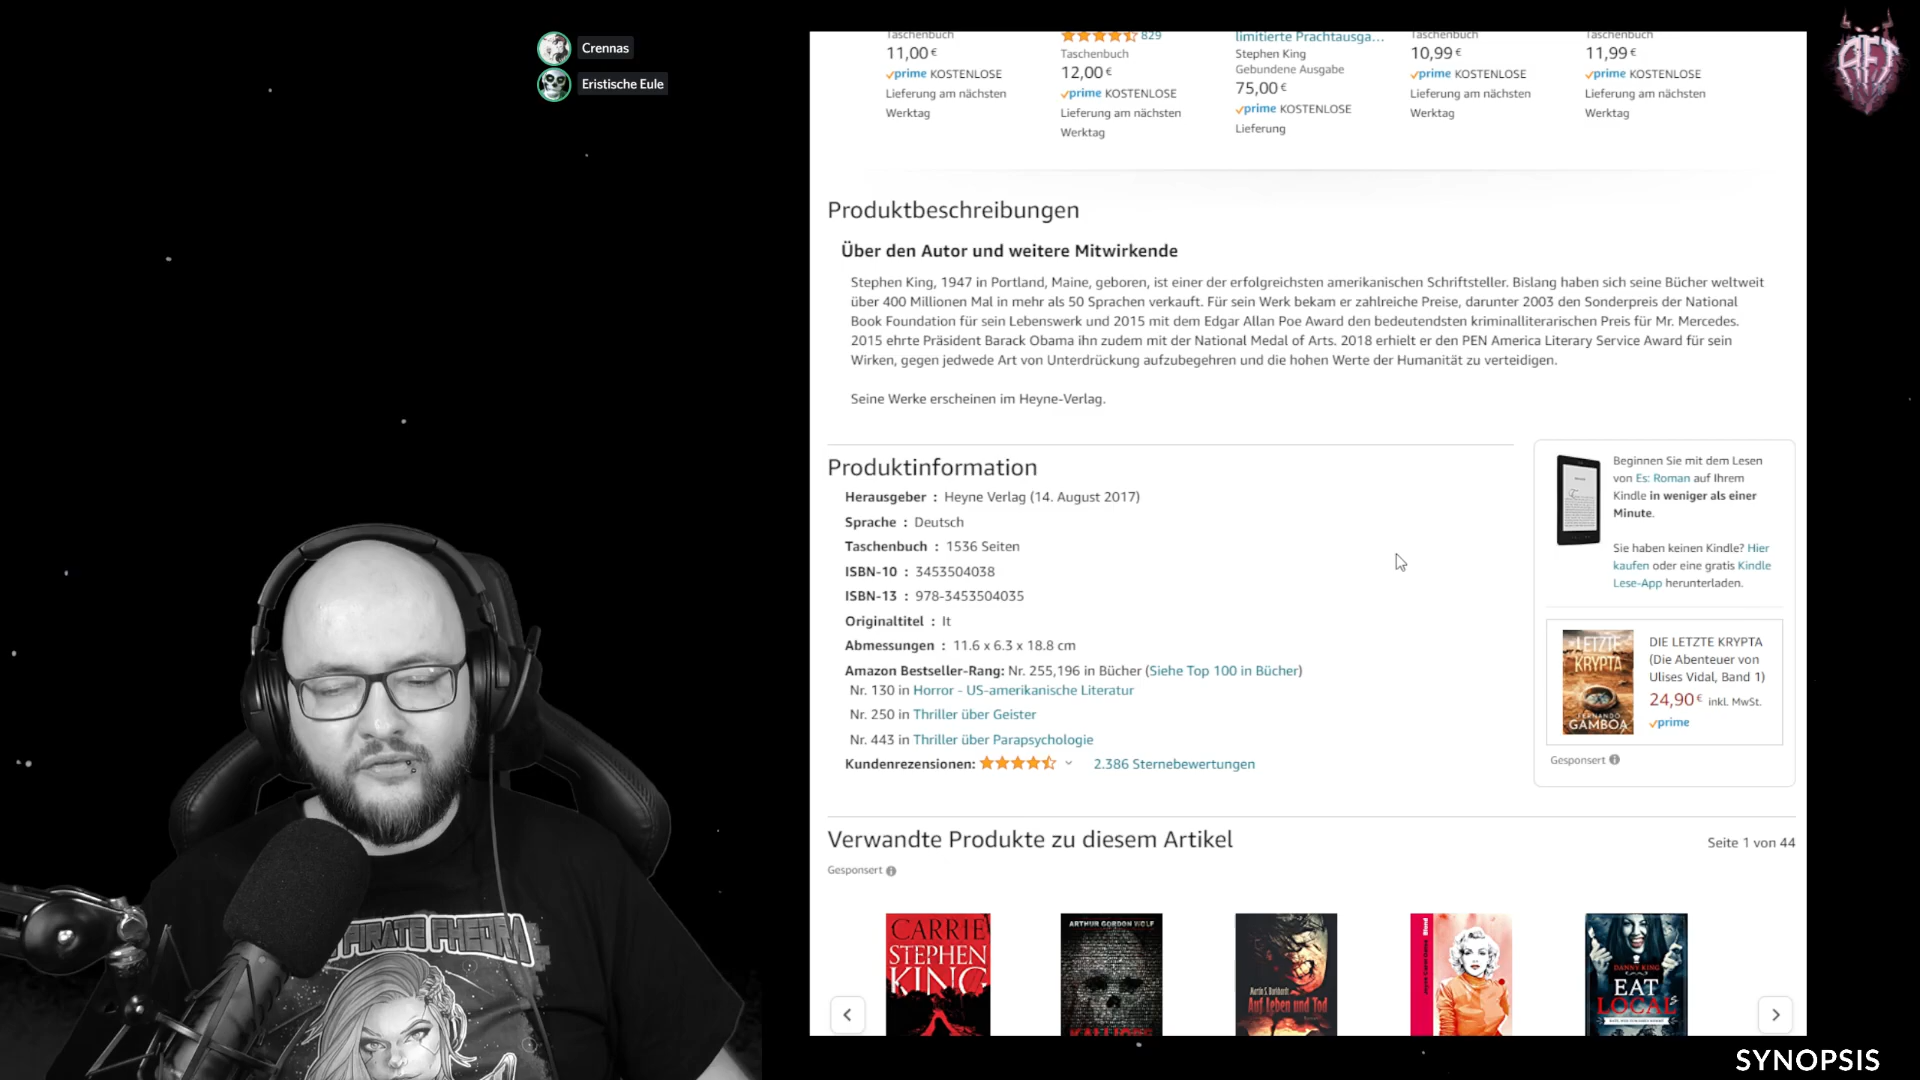 Crennas
Eristische Eule
AFT
Taschenbuch
11,00 €
prime KOSTENLOSE
Lieferung am nächsten
Werktag
829
Taschenbuch
12,00 €
prime KOSTENLOSE
Lieferung am nächsten
Werktag
limitierte Prachtausga…
Stephen King
Gebundene Ausgabe
75,00 €
prime KOSTENLOSE
Lieferung
Taschenbuch
10,99 €
prime KOSTENLOSE
Lieferung am nächsten
Werktag
Taschenbuch
11,99 €
prime KOSTENLOSE
Lieferung am nächsten
Werktag
Produktbeschreibungen
Über den Autor und weitere Mitwirkende
Stephen King, 1947 in Portland, Maine, geboren, ist einer der erfolgreichsten amerikanischen Schriftsteller. Bislang haben sich seine Bücher weltweit
über 400 Millionen Mal in mehr als 50 Sprachen verkauft. Für sein Werk bekam er zahlreiche Preise, darunter 2003 den Sonderpreis der National
Book Foundation für sein Lebenswerk und 2015 mit dem Edgar Allan Poe Award den bedeutendsten kriminalliterarischen Preis für Mr. Mercedes.
2015 ehrte Präsident Barack Obama ihn zudem mit der National Medal of Arts. 2018 erhielt er den PEN America Literary Service Award für sein
Wirken, gegen jedwede Art von Unterdrückung aufzubegehren und die hohen Werte der Humanität zu verteidigen.
Seine Werke erscheinen im Heyne-Verlag.
Produktinformation
Herausgeber : Heyne Verlag (14. August 2017)
Sprache : Deutsch
Taschenbuch : 1536 Seiten
ISBN-10 : 3453504038
ISBN-13 : 978-3453504035
Originaltitel : It
Abmessungen : 11.6 x 6.3 x 18.8 cm
Amazon Bestseller-Rang: Nr. 255,196 in Bücher (Siehe Top 100 in Bücher)
Nr. 130 in Horror - US-amerikanische Literatur
Nr. 250 in Thriller über Geister
Nr. 443 in Thriller über Parapsychologie
Kundenrezensionen: 2.386 Sternebewertungen
Beginnen Sie mit dem Lesen
von Es: Roman auf Ihrem
Kindle in weniger als einer
Minute.
Sie haben keinen Kindle? Hier
kaufen oder eine gratis Kindle
Lese-App herunterladen.
LETZTE
KRYPTA
FERNANDO
GAMBOA
DIE LETZTE KRYPTA
(Die Abenteuer von
Ulises Vidal, Band 1)
24,90 € inkl. MwSt.
prime
Gesponsert
Verwandte Produkte zu diesem Artikel
Seite 1 von 44
Gesponsert
CARRIE
STEPHEN
KING
ARTHUR GORDON WOLF
Auf Leben und Tod
Blond
DANNY KING
EAT
LOCALS
PIRATE
SYNOPSIS